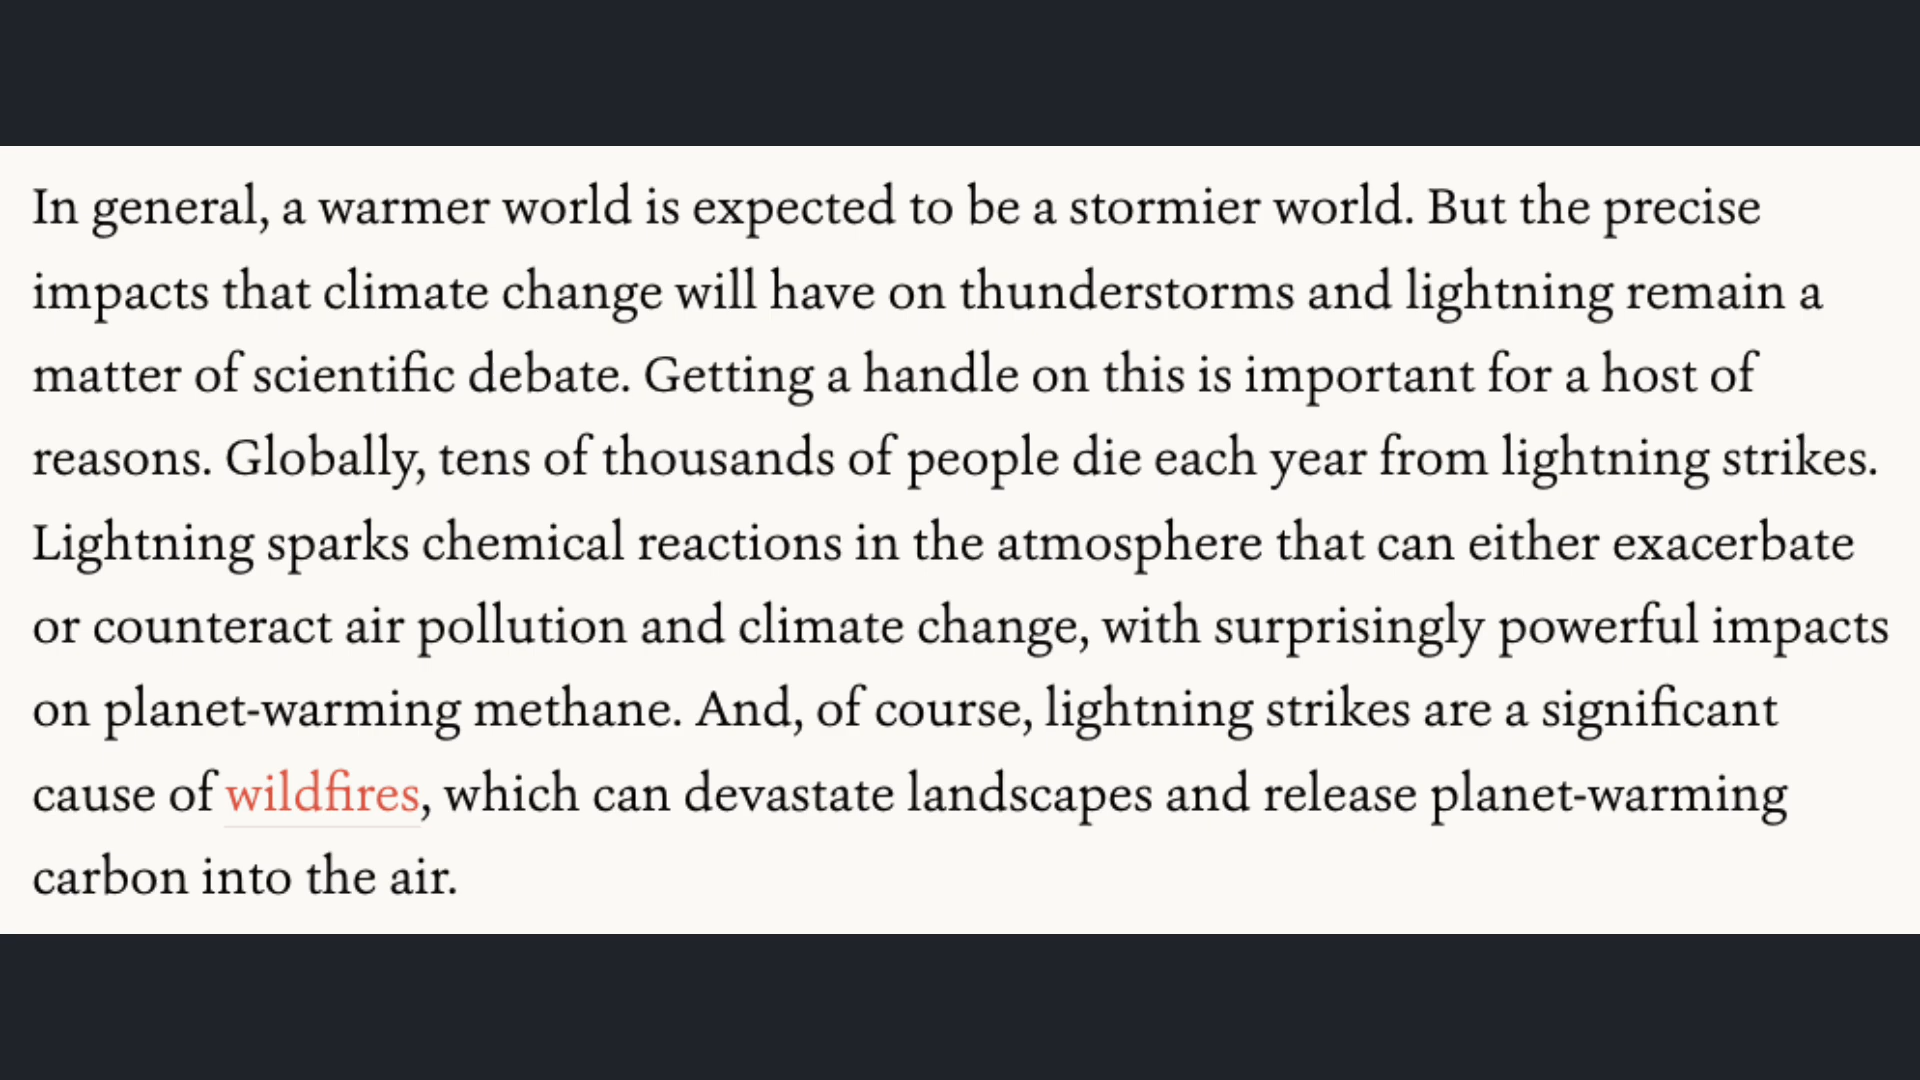 In general, a warmer world is expected to be a stormier world. But the precise
impacts that climate change will have on thunderstorms and lightning remain a
matter of scientific debate. Getting a handle on this is important for a host of
reasons. Globally, tens of thousands of people die each year from lightning strikes.
Lightning sparks chemical reactions in the atmosphere that can either exacerbate
or counteract air pollution and climate change, with surprisingly powerful impacts
on planet-warming methane. And, of course, lightning strikes are a significant
cause of wildfires, which can devastate landscapes and release planet-warming
carbon into the air.